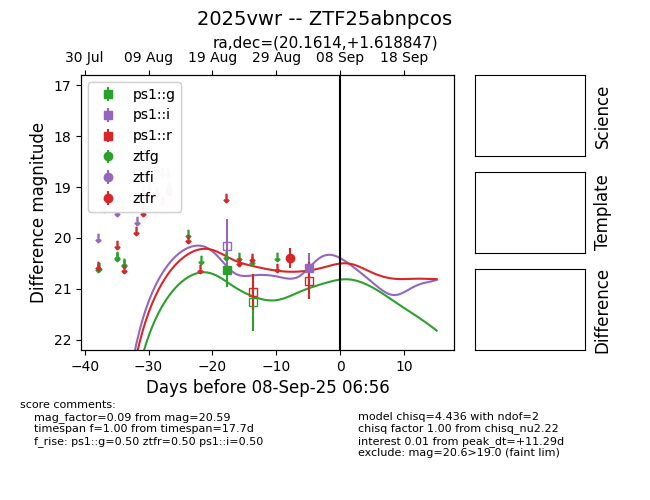 2025vwr -- ZTF25abnpcos
ra,dec=(20.1614,+1.618847)
30 Jul 09 Aug 19 Aug 29 Aug 08 Sep 18 Sep
17
18
19
20
21
22
Difference magnitude
ps1::g
ps1::i
ps1::r
ztfg
ztfi
ztfr
−40 −30 −20 −10 0 10
Days before 08-Sep-25 06:56
Science
Template
Difference
score comments:
mag_factor=0.09 from mag=20.59
timespan f=1.00 from timespan=17.7d
f_rise: ps1::g=0.50 ztfr=0.50 ps1::i=0.50
model chisq=4.436 with ndof=2
chisq factor 1.00 from chisq_nu2.22
interest 0.01 from peak_dt=+11.29d
exclude: mag=20.6>19.0 (faint lim)